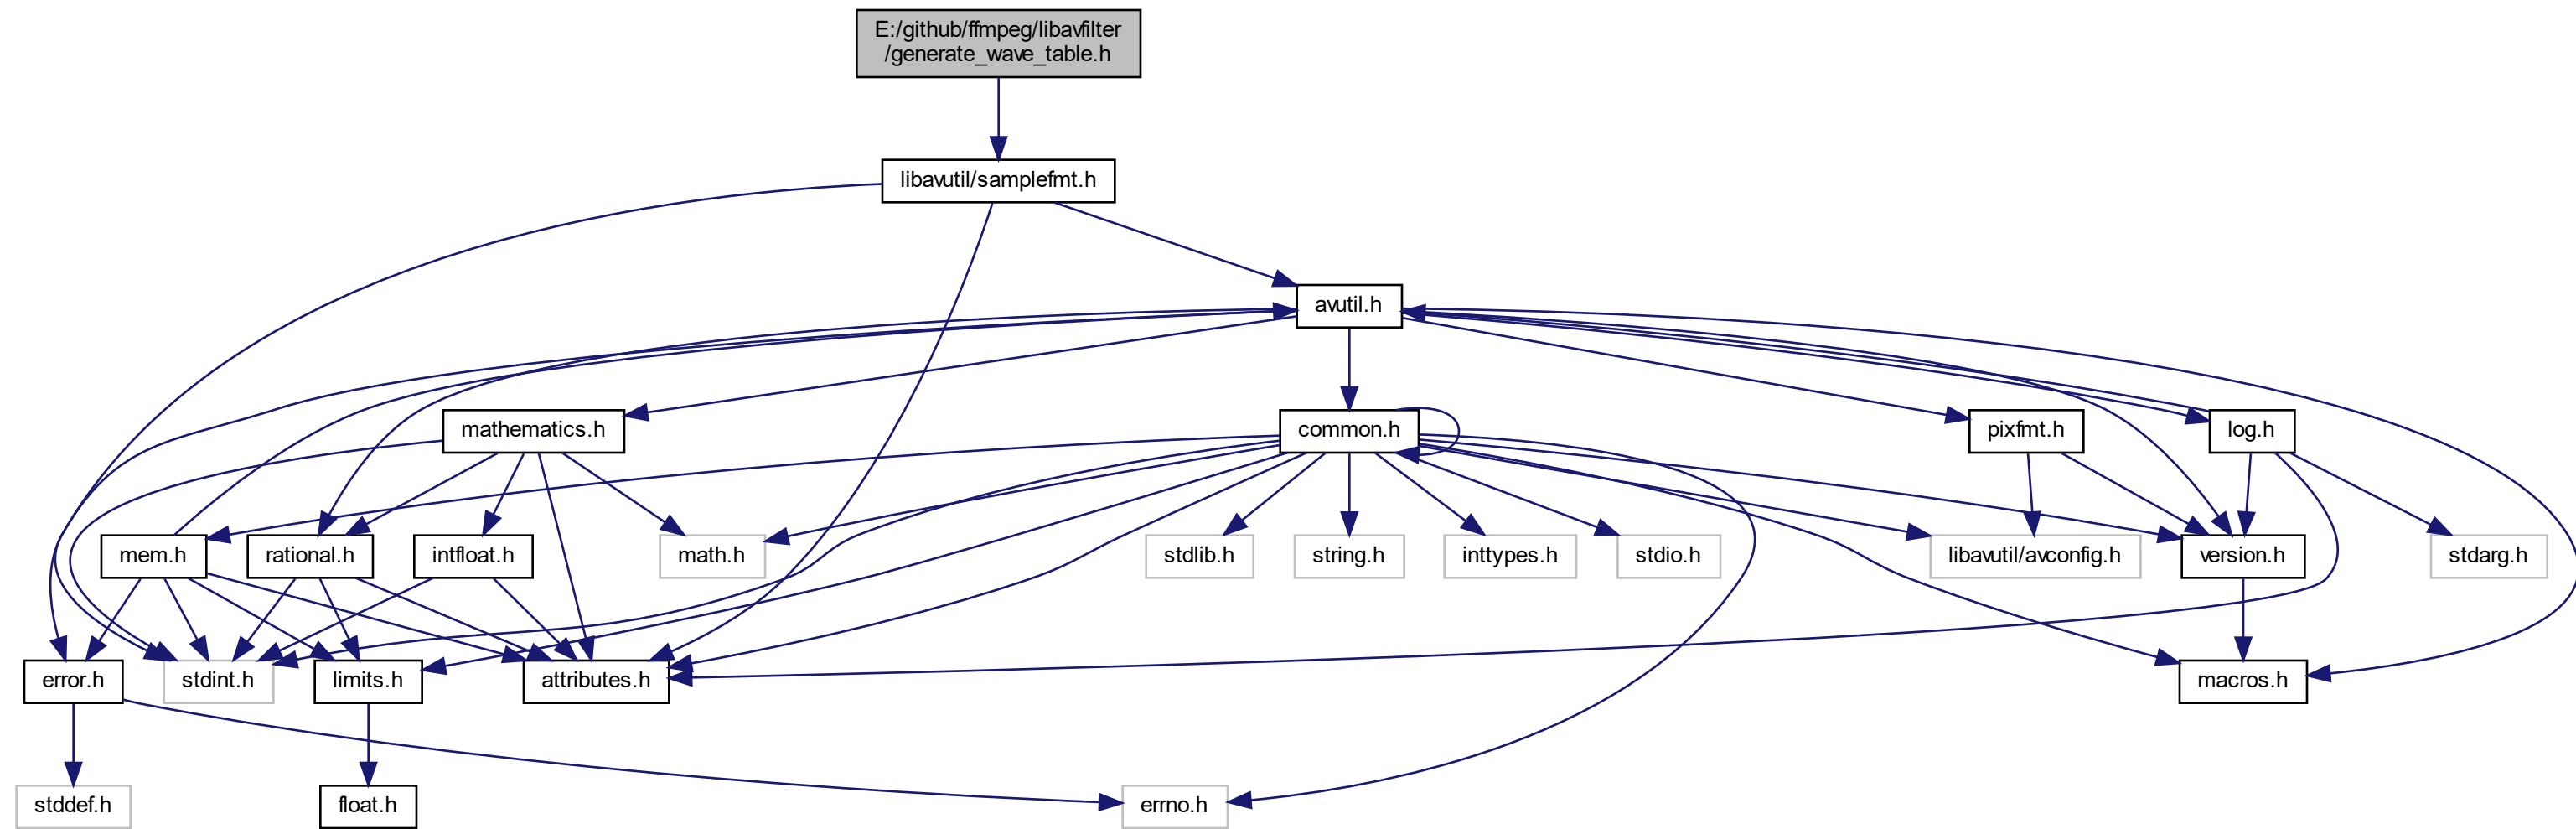 E:/github/ffmpeg/libavfilter
/generate_wave_table.h
libavutil/samplefmt.h
avutil.h
mathematics.h
common.h
pixfmt.h
log.h
mem.h
rational.h
intfloat.h
math.h
stdlib.h
string.h
inttypes.h
stdio.h
libavutil/avconfig.h
version.h
stdarg.h
error.h
stdint.h
limits.h
attributes.h
macros.h
stddef.h
float.h
errno.h